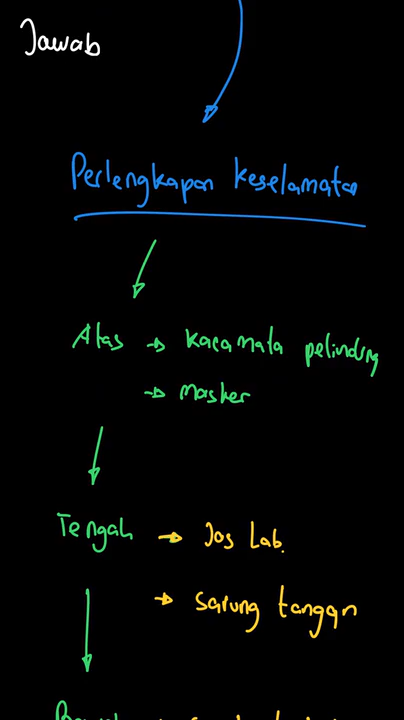 Jawab
Perlengkapan keselamatan
Atas → kacamata pelindung
→ masker
Tengah → Jas Lab.
→ sarung tangan